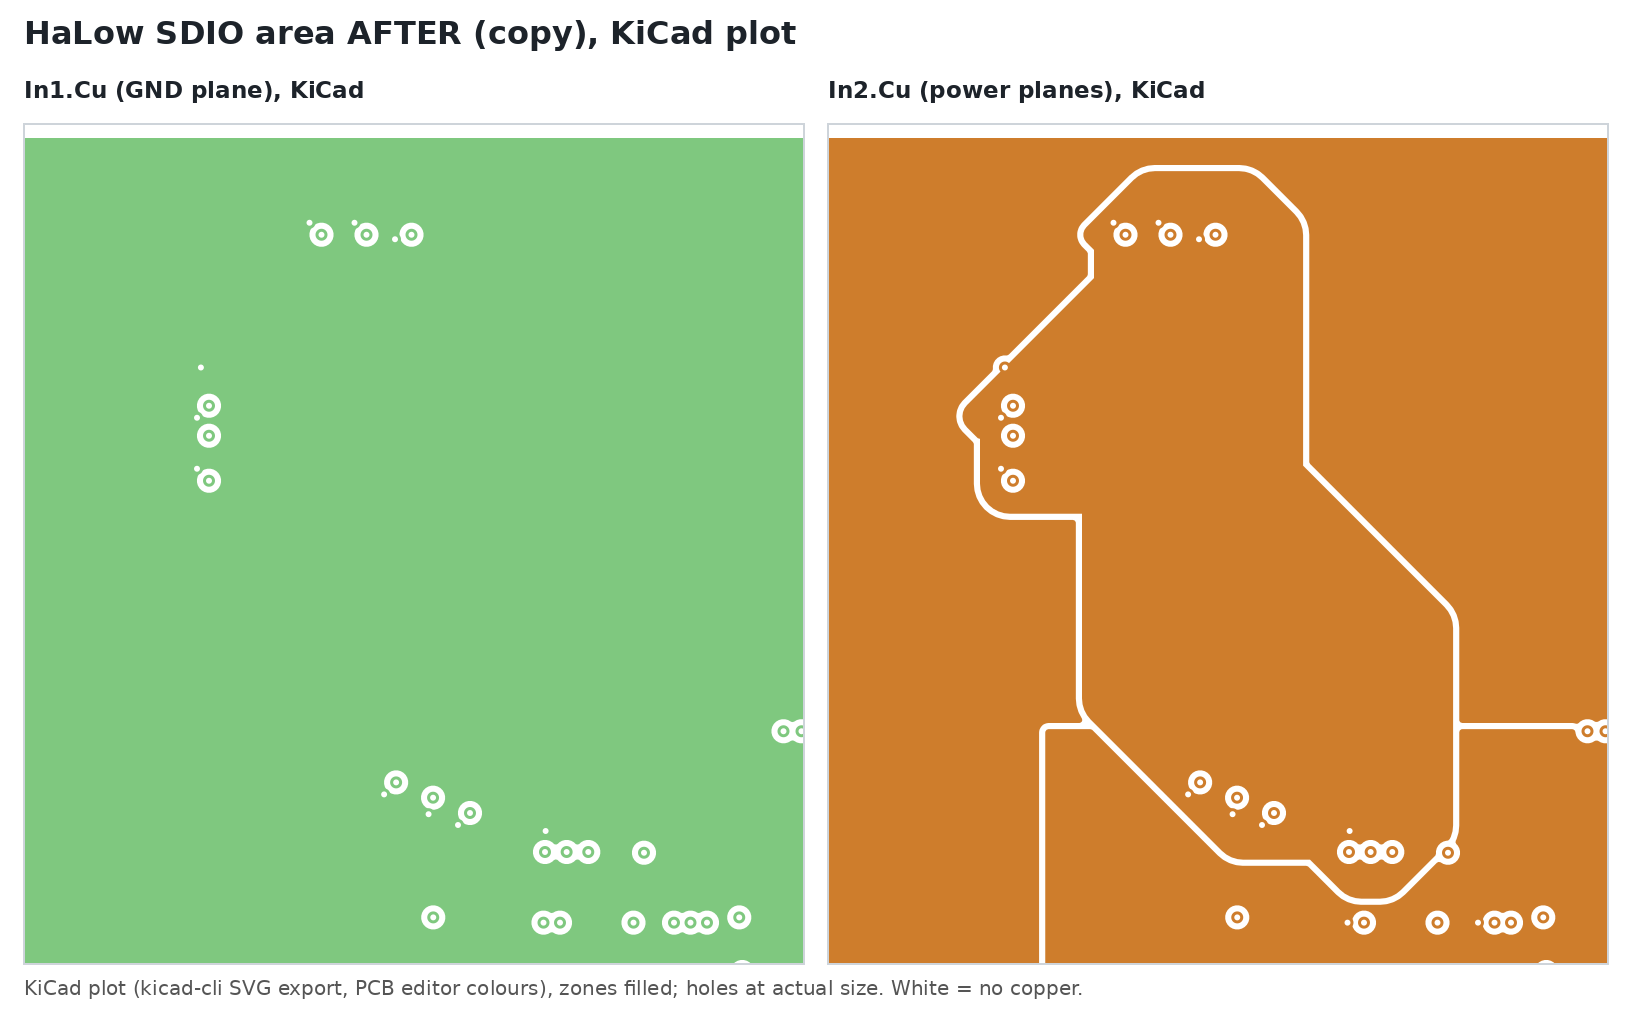 HaLow SDIO area AFTER (copy), KiCad plot
In1.Cu (GND plane), KiCad
In2.Cu (power planes), KiCad
KiCad plot (kicad-cli SVG export, PCB editor colours), zones filled; holes at actual size. White = no copper.